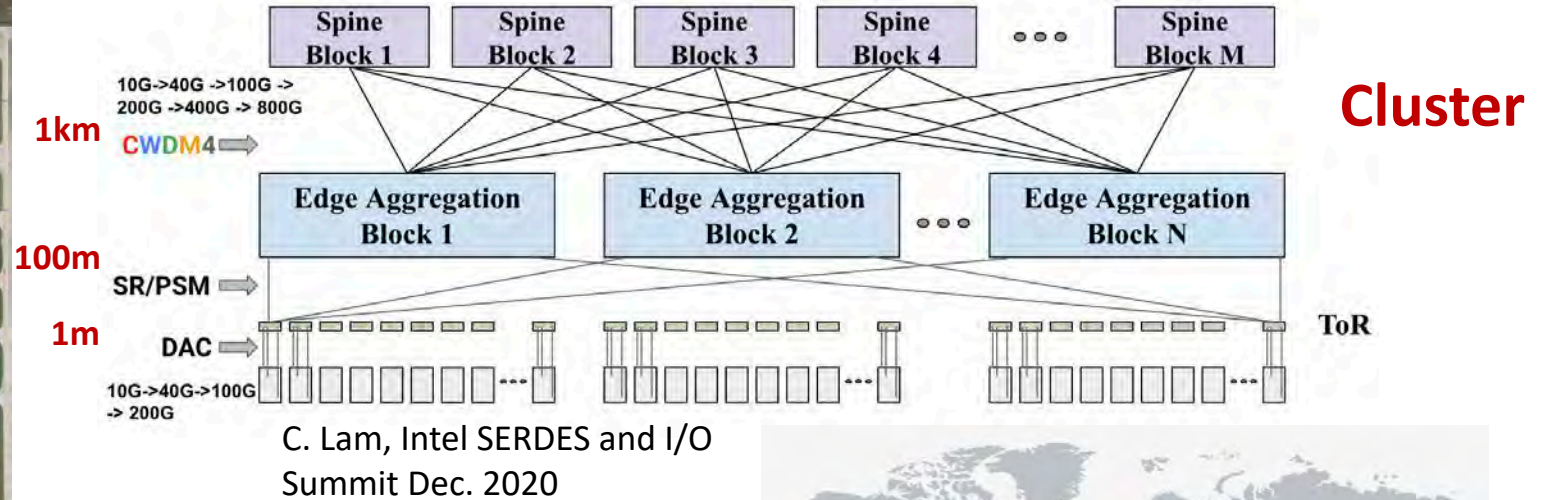 Spine
Block 1
Spine
Block 2
Spine
Block 3
Spine
Block 4
Spine
Block M
10G->40G ->100G ->
200G ->400G -> 800G
1km
CWDM4
Cluster
Edge Aggregation
Block 1
Edge Aggregation
Block 2
Edge Aggregation
Block N
100m
SR/PSM
1m
DAC
ToR
10G->40G->100G
-> 200G
C. Lam, Intel SERDES and I/O
Summit Dec. 2020